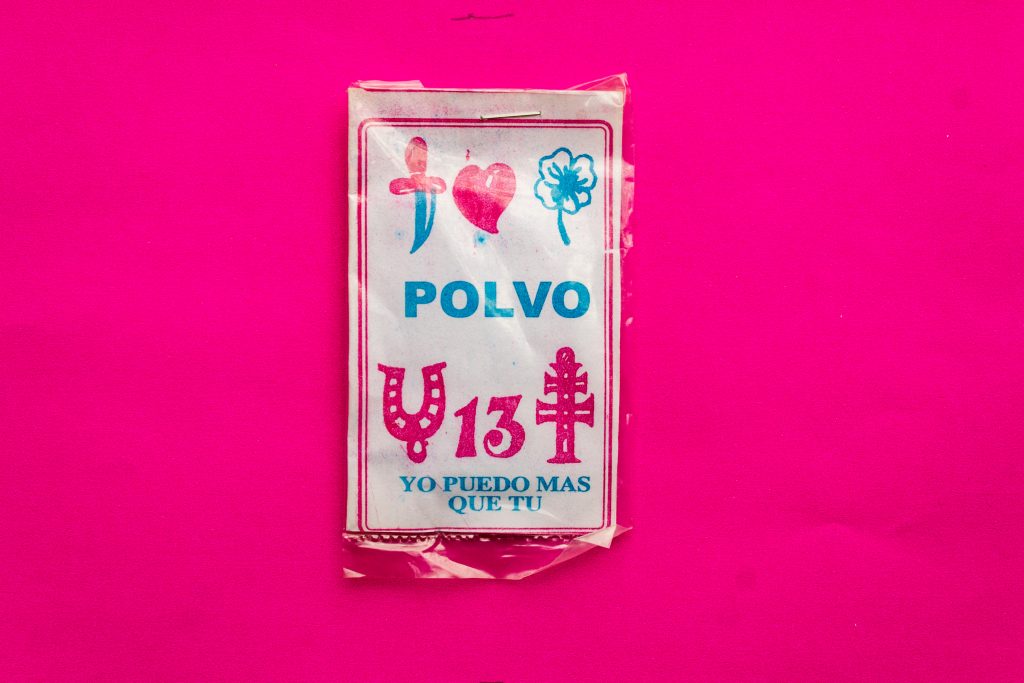 POLVO
13
YO PUEDO MAS
QUE TU